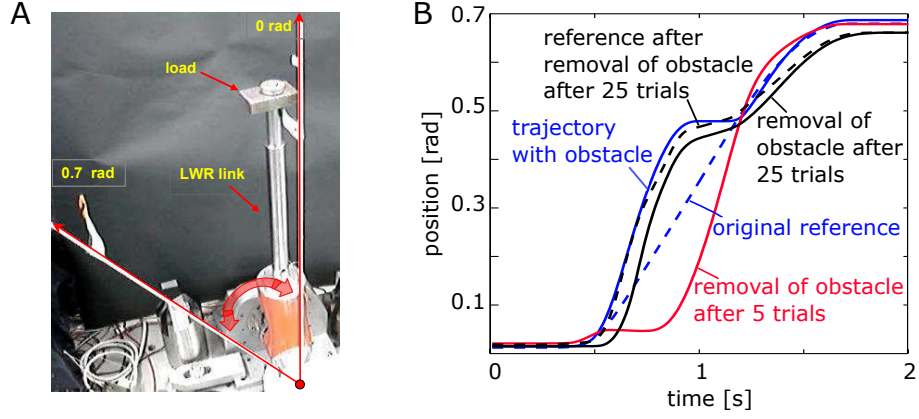 A
0 rad
load
0.7 rad
LWR link
B
0.7
0.5
0.3
0.1
position [rad]
reference after
removal of obstacle
after 25 trials
trajectory
with obstacle
removal of
obstacle after
25 trials
original reference
removal of obstacle
after 5 trials
0
1
2
time [s]